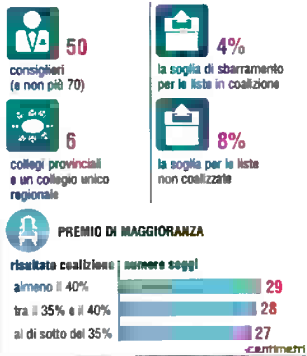 50
consiglieri
(e non più 70)
4%
la soglia di sbarramento
per le liste in coalizione
6
collegi provinciali
e un collegio unico
regionale
8%
la soglia per le liste
non coalizzate
PREMIO DI MAGGIORANZA
risultato coalizione numero seggi
almeno il 40% 29
tra il 35% e il 40% 28
al di sotto del 35% 27
centimetri